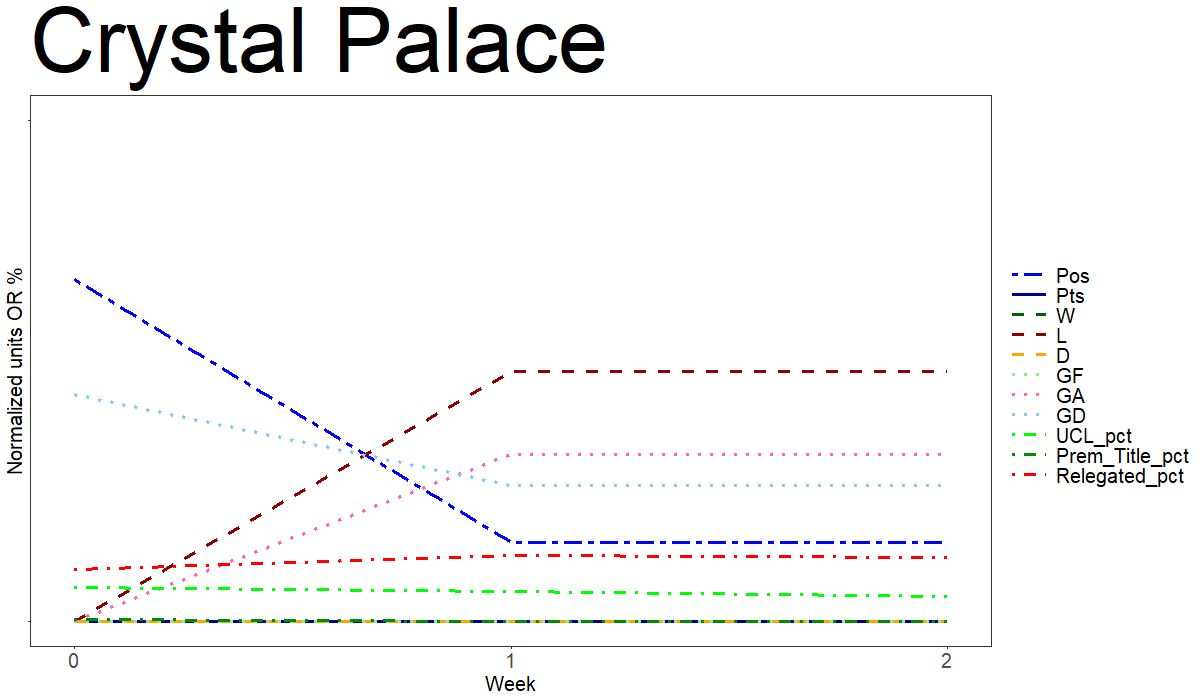 Crystal Palace
Normalized units OR %
0
1
2
Week
Pos
Pts
W
L
D
GF
GA
GD
UCL_pct
Prem_Title_pct
Relegated_pct